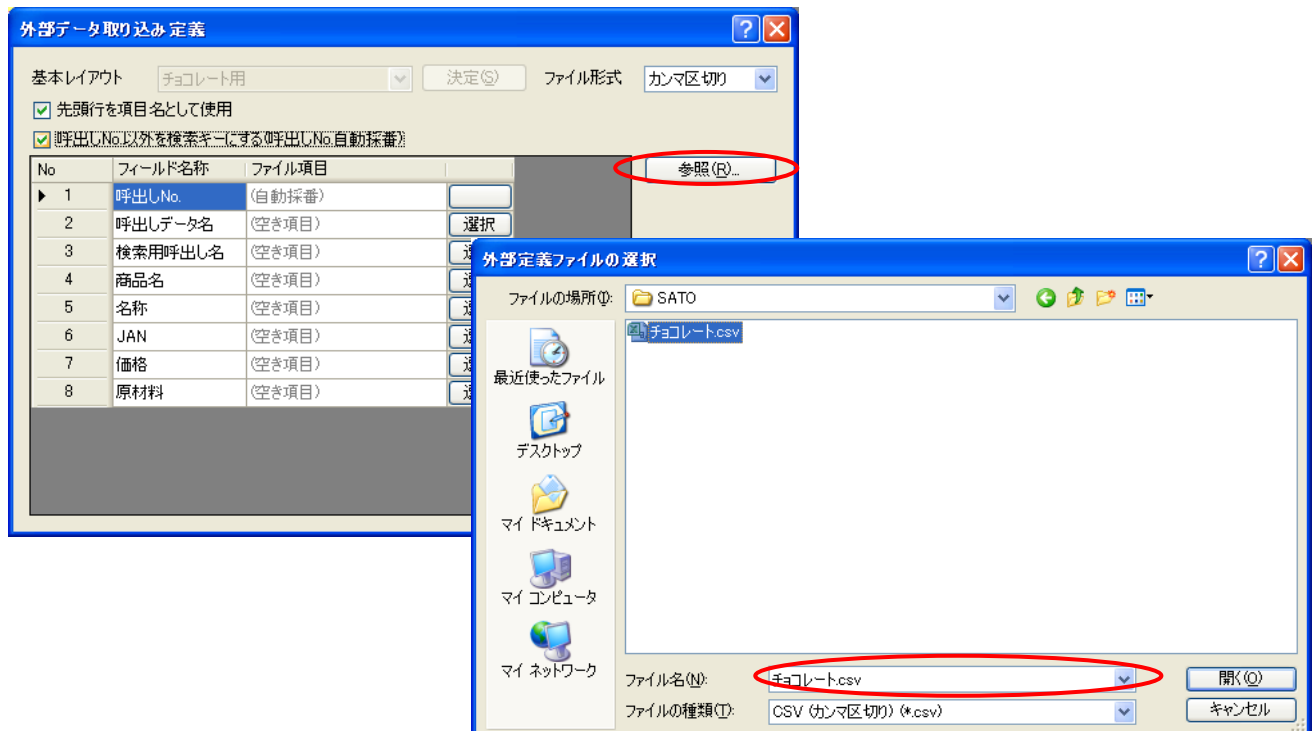 外部データ取り込み定義
基本レイアウト チョコレート用 決定(S) ファイル形式 カンマ区切り
先頭行を項目名として使用
呼出しNo.以外を検索キーにする(呼出しNo.自動採番)
No フィールド名称 ファイル項目 参照(R)...
1 呼出しNo. (自動採番)
2 呼出しデータ名 (空き項目) 選択
3 検索用呼出し名 (空き項目)
4 商品名 (空き項目)
5 名称 (空き項目)
6 JAN (空き項目)
7 価格 (空き項目)
8 原材料 (空き項目)
外部定義ファイルの選択
ファイルの場所(I): SATO
チョコレート.csv
最近使ったファイル
デスクトップ
マイ ドキュメント
マイ コンピュータ
マイ ネットワーク
ファイル名(N): チョコレート.csv 開く(O)
ファイルの種類(T): CSV (カンマ区切り) (*.csv) キャンセル